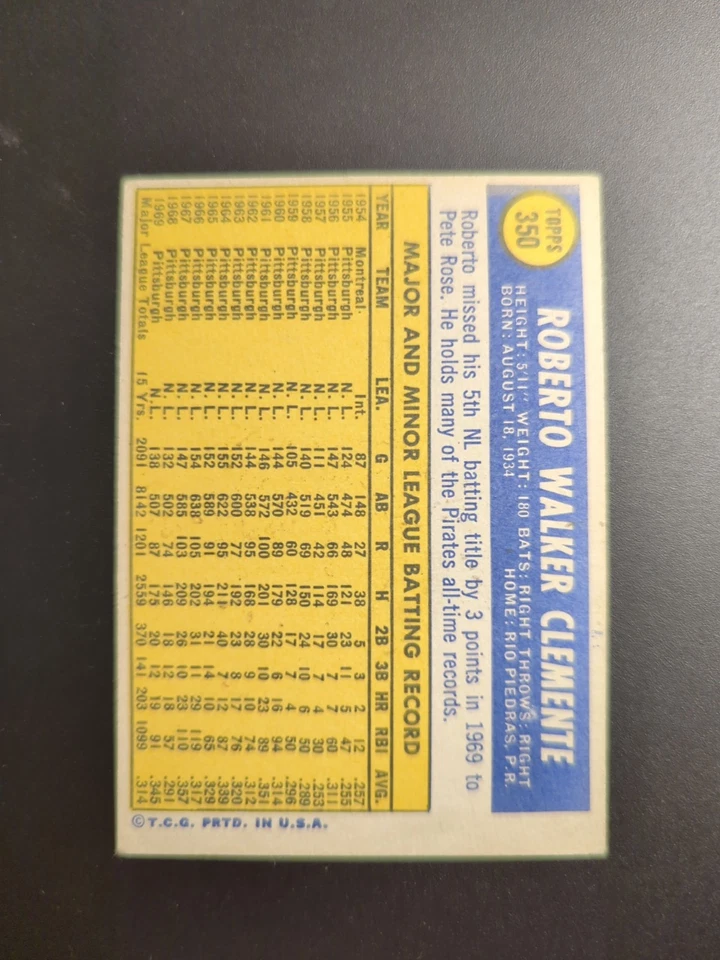 TOPPS
350
ROBERTO WALKER CLEMENTE
HEIGHT: 5'11" WEIGHT: 180 BATS: RIGHT THROWS: RIGHT
BORN: AUGUST 18, 1934 HOME: RIO PIEDRAS, P.R.
Roberto missed his 5th NL batting title by 3 points in 1969 to
Pete Rose. He holds many of the Pirates all-time records.
MAJOR AND MINOR LEAGUE BATTING RECORD
YEAR TEAM LEA. G AB R H 2B 3B HR RBI AVG.
1954 Montreal Int. 87 148 27 38 5 3 2 12 .257
1955 Pittsburgh N. L. 124 474 48 121 23 11 5 47 .255
1956 Pittsburgh N. L. 147 543 66 169 30 7 7 60 .311
1957 Pittsburgh N. L. 111 451 42 114 17 7 4 30 .253
1958 Pittsburgh N. L. 140 519 69 150 24 10 6 50 .289
1959 Pittsburgh N. L. 105 432 60 128 17 7 4 50 .296
1960 Pittsburgh N. L. 144 570 89 179 22 6 16 94 .314
1961 Pittsburgh N. L. 146 572 100 201 30 10 23 89 .351
1962 Pittsburgh N. L. 144 538 95 168 28 9 10 74 .312
1963 Pittsburgh N. L. 152 600 77 192 23 8 17 76 .320
1964 Pittsburgh N. L. 155 622 95 211 40 7 12 87 .339
1965 Pittsburgh N. L. 152 589 91 194 21 14 10 65 .329
1966 Pittsburgh N. L. 154 638 105 202 31 11 29 119 .317
1967 Pittsburgh N. L. 147 585 103 209 26 10 23 110 .357
1968 Pittsburgh N. L. 132 502 74 146 18 12 18 57 .291
1969 Pittsburgh N. L. 138 507 87 175 20 12 19 91 .345
Major League Totals 15 Yrs. 2091 8142 1201 2559 370 141 203 1089 .314
©T.C.G. PRTD. IN U.S.A.